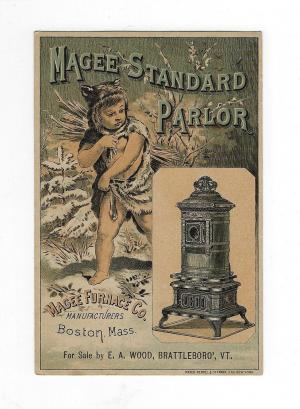 MAGEE STANDARD
PARLOR
MAGEE FURNACE CO.
MANUFACTURERS
Boston, Mass.
For Sale by E. A. WOOD, BRATTLEBORO', VT.